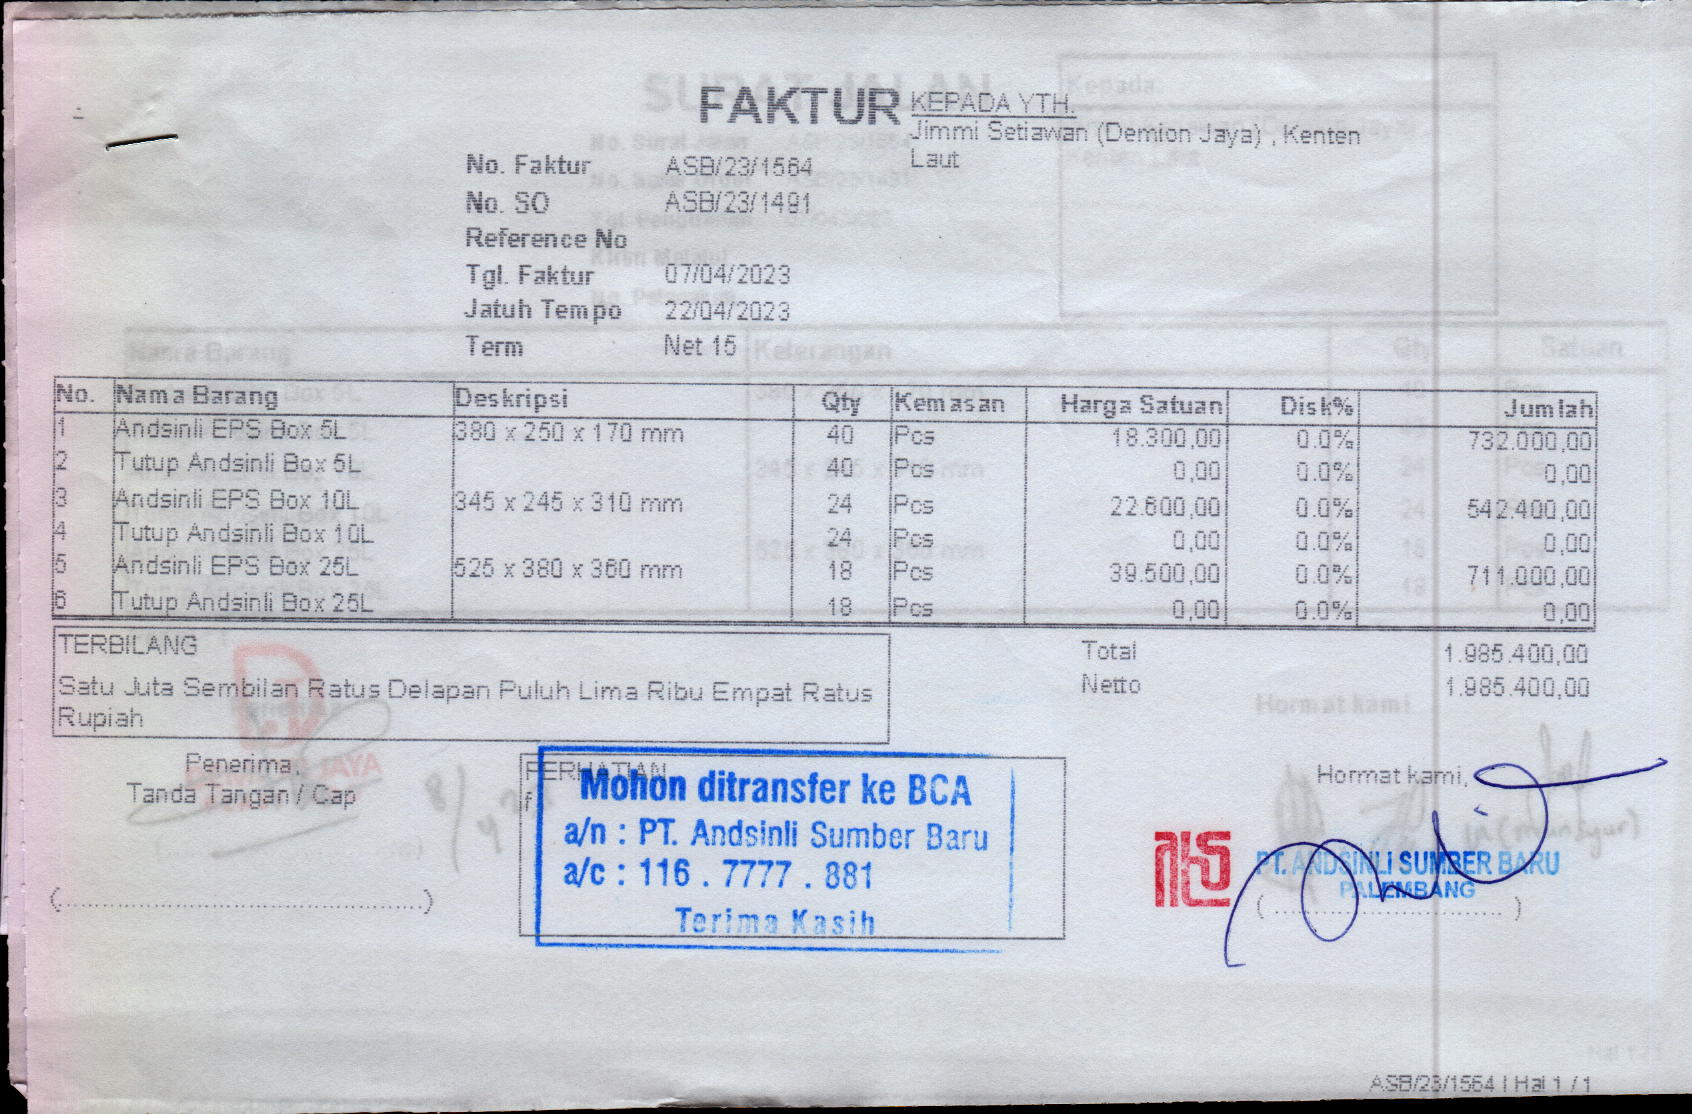 FAKTUR
KEPADA YTH.
Jimmi Setiawan (Demion Jaya) , Kenten
Laut
No. Faktur ASB/23/1564
No. SO ASB/23/1491
Reference No
Tgl. Faktur 07/04/2023
Jatuh Tempo 22/04/2023
Term Net 15
No. Nama Barang Deskripsi Qty Kemasan Harga Satuan Disk% Jumlah
1 Andsinli EPS Box 5L 380 x 250 x 170 mm 40 Pcs 18.300,00 0.0% 732.000,00
2 Tutup Andsinli Box 5L 40 Pcs 0,00 0.0% 0,00
3 Andsinli EPS Box 10L 345 x 245 x 310 mm 24 Pcs 22.600,00 0.0% 542.400,00
4 Tutup Andsinli Box 10L 24 Pcs 0,00 0.0% 0,00
5 Andsinli EPS Box 25L 525 x 380 x 360 mm 18 Pcs 39.500,00 0.0% 711.000,00
6 Tutup Andsinli Box 25L 18 Pcs 0,00 0.0% 0,00
TERBILANG
Satu Juta Sembilan Ratus Delapan Puluh Lima Ribu Empat Ratus
Rupiah
Total 1.985.400,00
Netto 1.985.400,00
Penerima,
Tanda Tangan / Cap
PERHATIAN
Mohon ditransfer ke BCA
a/n : PT. Andsinli Sumber Baru
a/c : 116 . 7777 . 881
Terima Kasih
Hormat kami,
PT. ANDSINLI SUMBER BARU
PALEMBANG
ASB/23/1564 | Hal 1 / 1